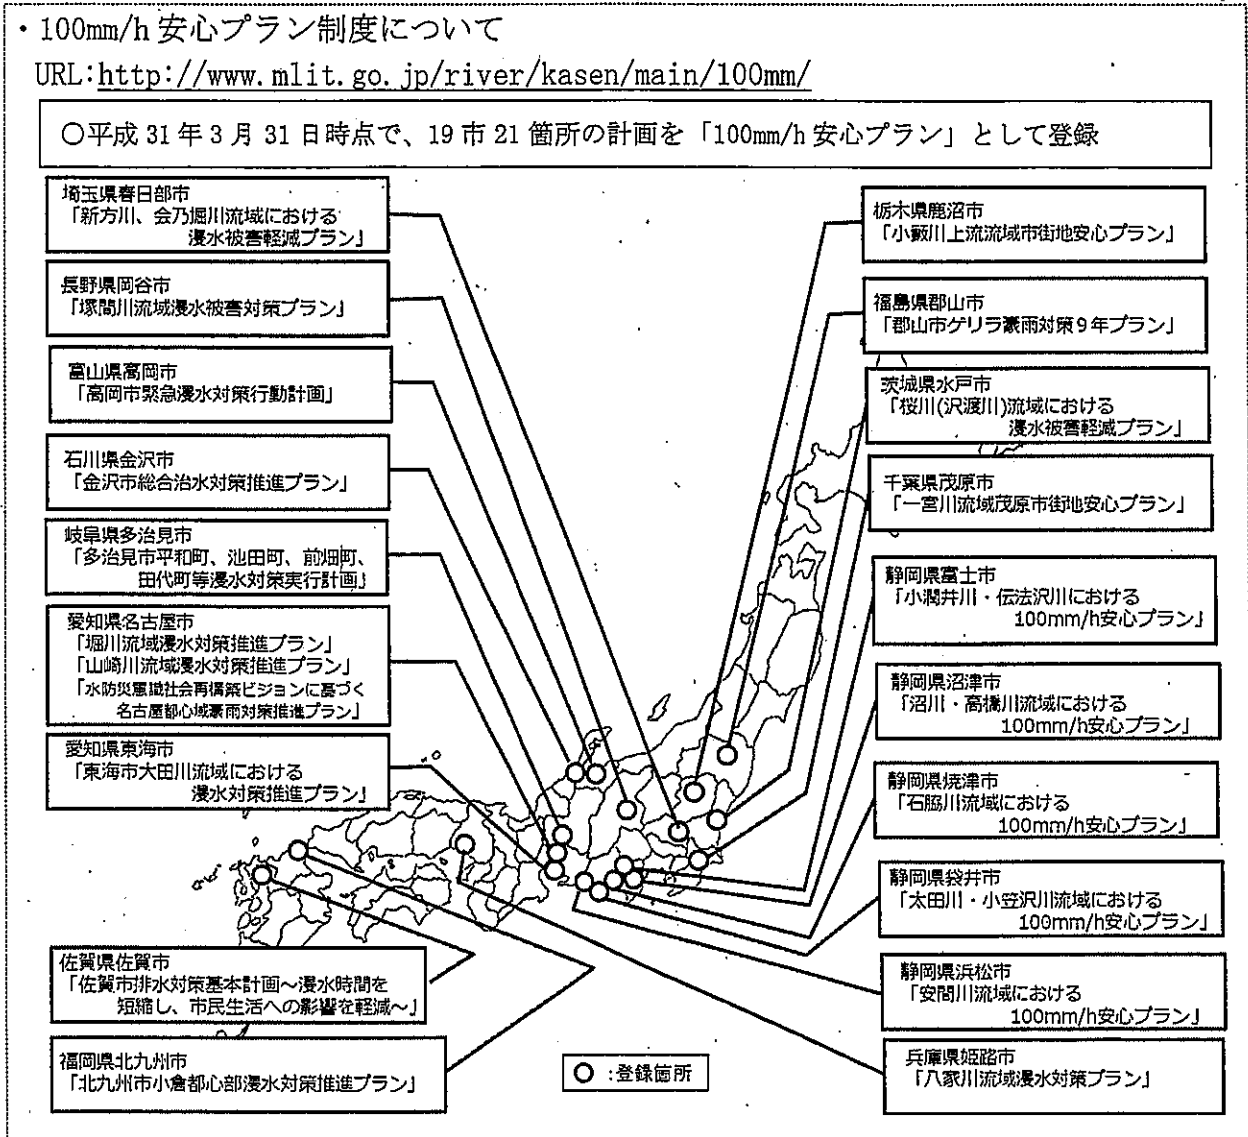 ・100mm/h 安心プラン制度について
URL:http://www.mlit.go.jp/river/kasen/main/100mm/
○平成 31 年 3 月 31 日時点で、19 市 21 箇所の計画を「100mm/h 安心プラン」として登録
埼玉県春日部市
「新方川、会乃堀川流域における
浸水被害軽減プラン」
長野県岡谷市
「塚間川流域浸水被害対策プラン」
富山県高岡市
「高岡市緊急浸水対策行動計画」
石川県金沢市
「金沢市総合治水対策推進プラン」
岐阜県多治見市
「多治見市平和町、池田町、前畑町、
田代町等浸水対策実行計画」
愛知県名古屋市
「堀川流域浸水対策推進プラン」
「山崎川流域浸水対策推進プラン」
「水防災意識社会再構築ビジョンに基づく
名古屋都心域豪雨対策推進プラン」
愛知県東海市
「東海市大田川流域における
浸水対策推進プラン」
佐賀県佐賀市
「佐賀市排水対策基本計画～浸水時間を
短縮し、市民生活への影響を軽減～」
福岡県北九州市
「北九州市小倉都心部浸水対策推進プラン」
栃木県鹿沼市
「小藪川上流流域市街地安心プラン」
福島県郡山市
「郡山市ゲリラ豪雨対策９年プラン」
茨城県水戸市
「桜川(沢渡川)流域における
浸水被害軽減プラン」
千葉県茂原市
「一宮川流域茂原市街地安心プラン」
静岡県富士市
「小潤井川・伝法沢川における
100mm/h安心プラン」
静岡県沼津市
「沼川・高橋川流域における
100mm/h安心プラン」
静岡県焼津市
「石脇川流域における
100mm/h安心プラン」
静岡県袋井市
「太田川・小笠沢川流域における
100mm/h安心プラン」
静岡県浜松市
「安間川流域における
100mm/h安心プラン」
兵庫県姫路市
「八家川流域浸水対策プラン」
○ :登録箇所